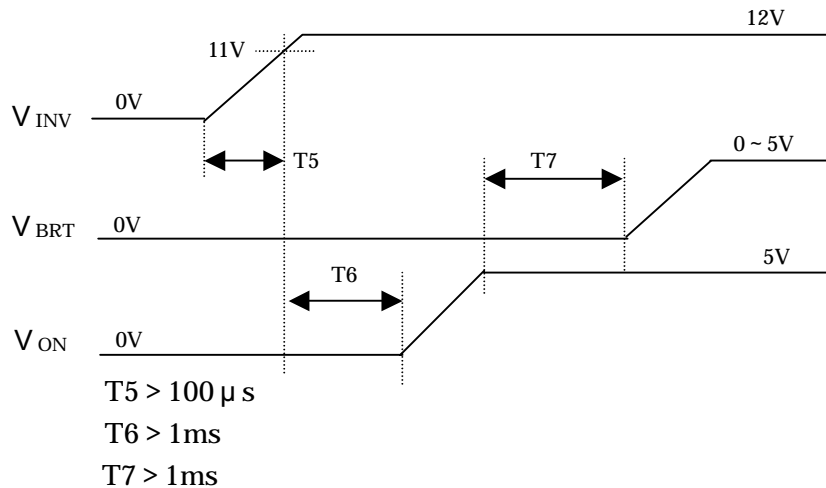 12V
11V
0V
V INV
T5
T7
0 ~ 5V
0V
V BRT
T6
5V
V ON
0V
T5 > 100 μ s
T6 > 1ms
T7 > 1ms